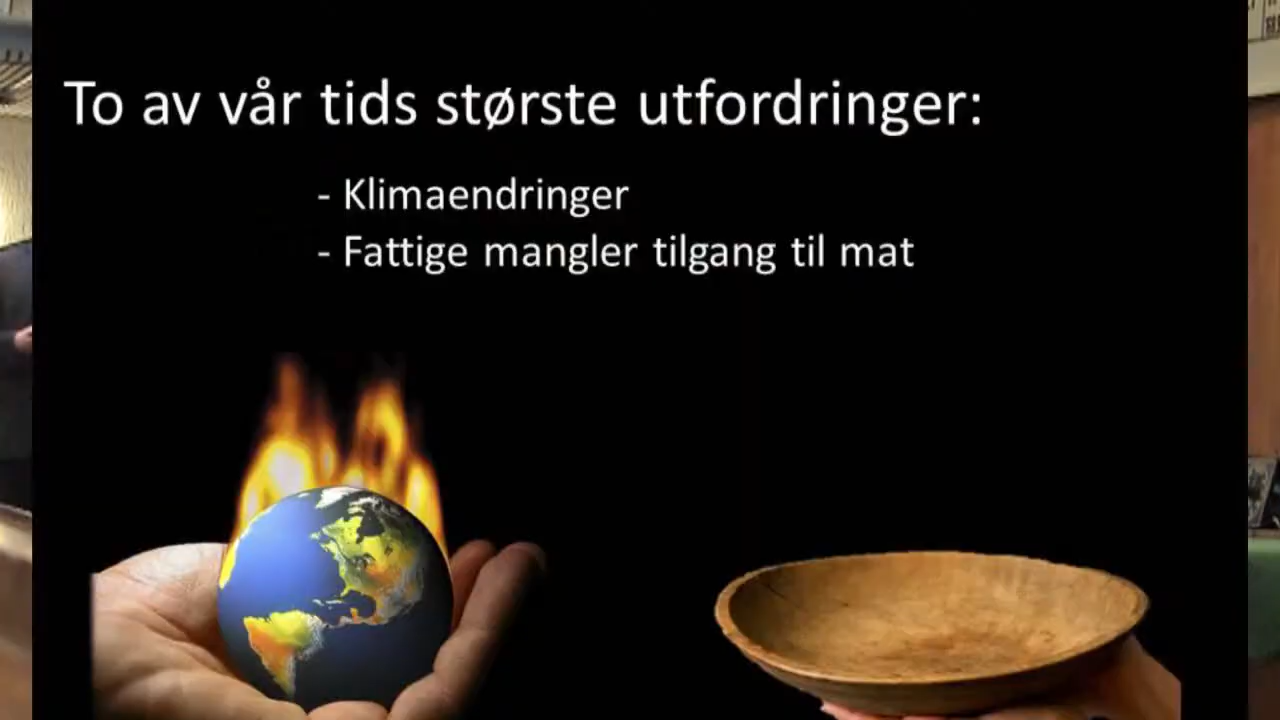 To av vår tids største utfordringer:
- Klimaendringer
- Fattige mangler tilgang til mat